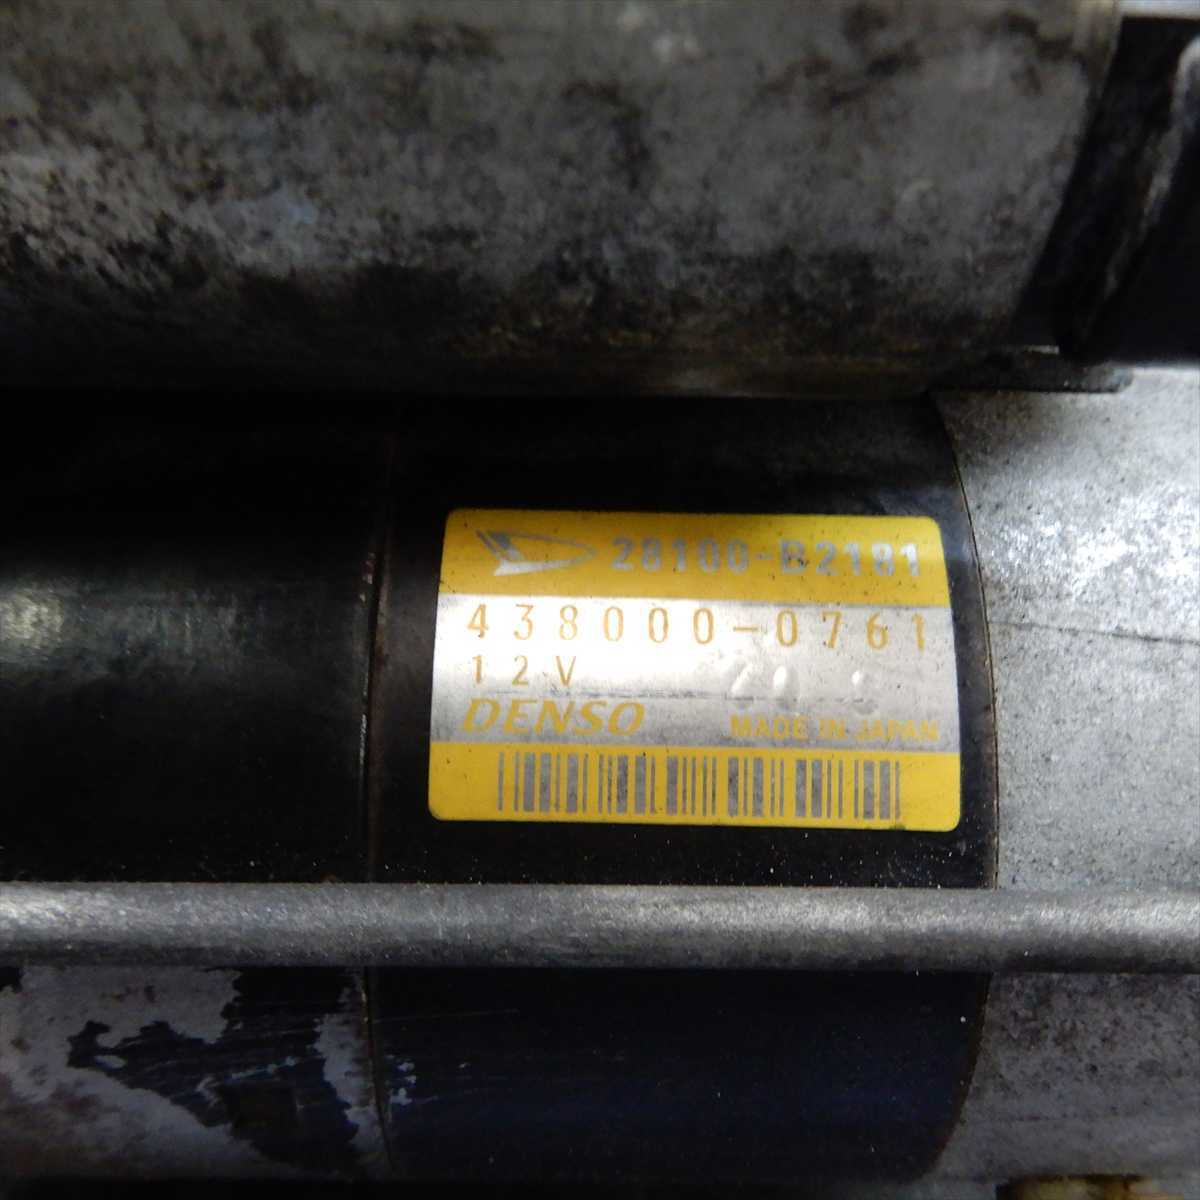 28100-B2181
438000-0761
12V
DENSO MADE IN JAPAN